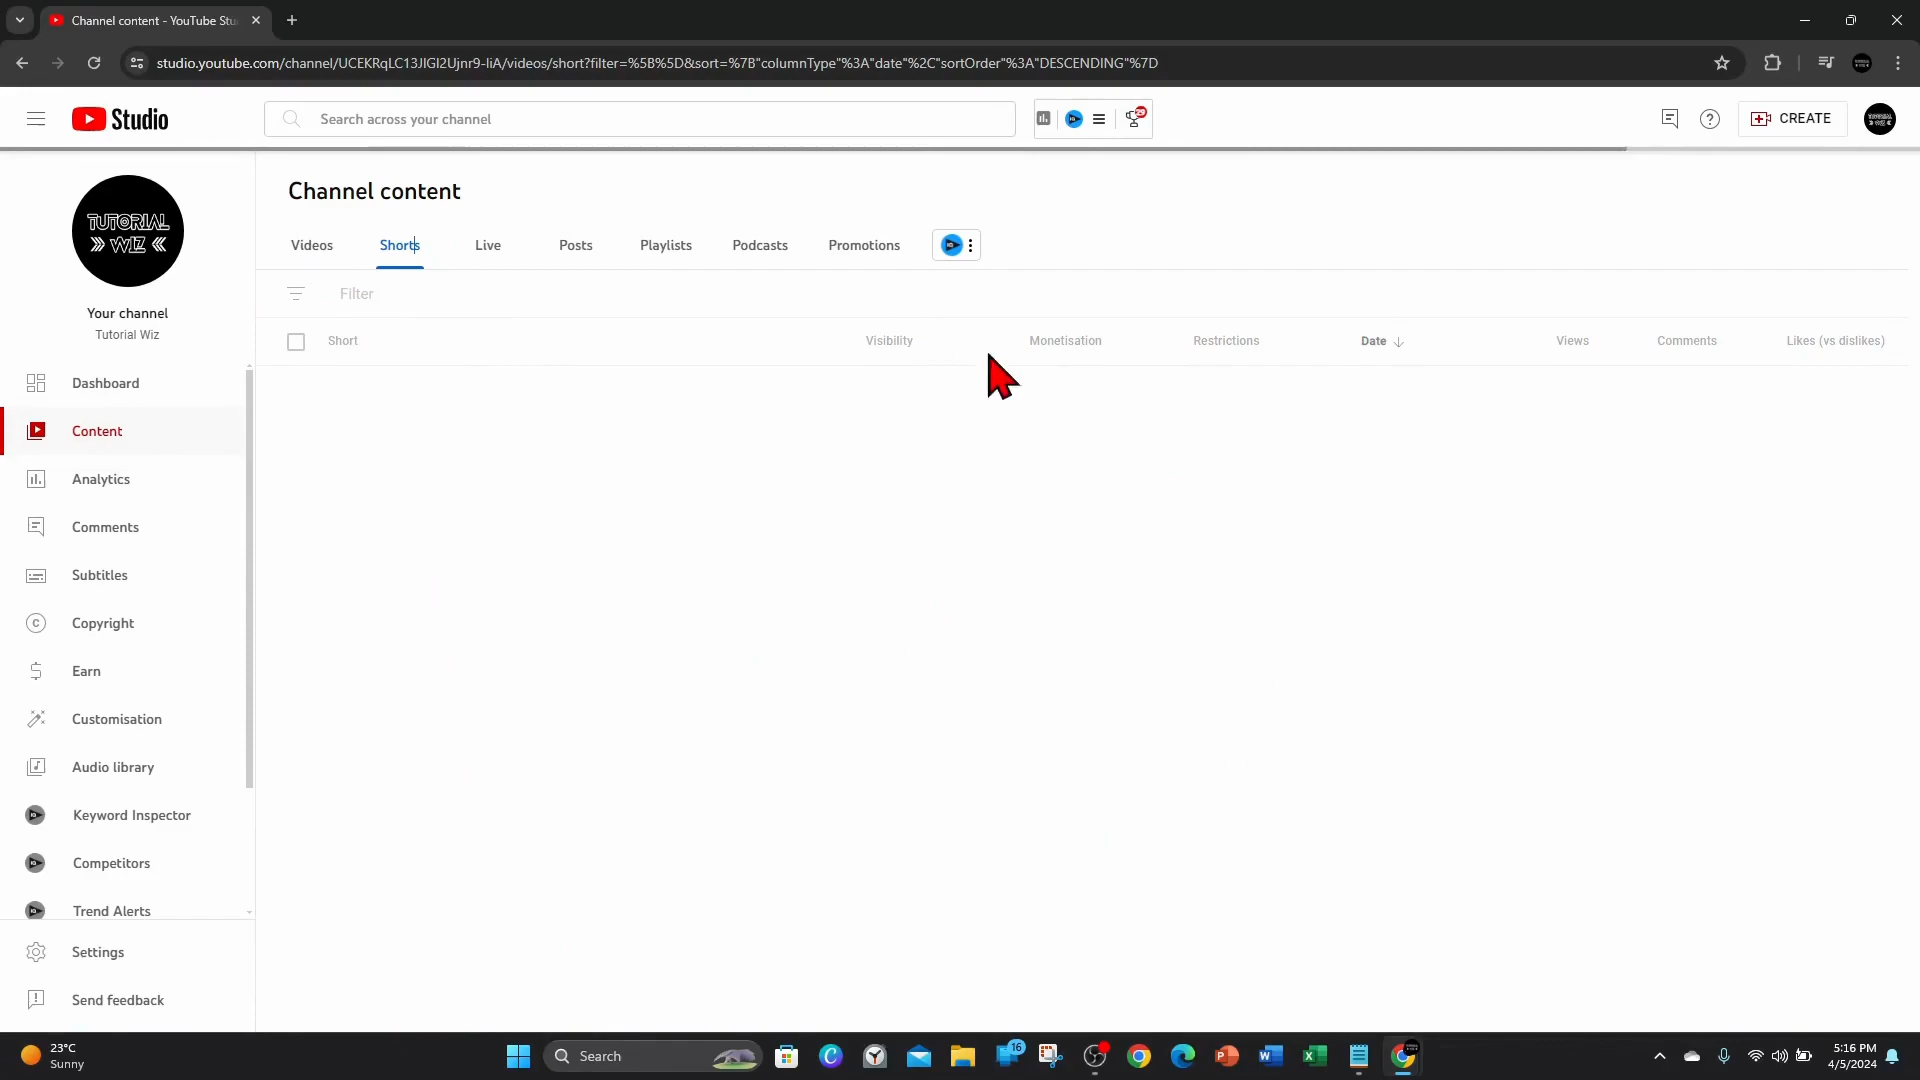 Channel content - YouTube Stu
studio.youtube.com/channel/UCEKRqLC13JIGI2Ujnr9-liA/videos/short?filter=%5B%5D&sort=%7B"columnType"%3A"date"%2C"sortOrder"%3A"DESCENDING"%7D
Studio
Search across your channel
29
CREATE
TUTORIAL
WIZ
Your channel
Tutorial Wiz
Dashboard
Content
Analytics
Comments
Subtitles
Copyright
Earn
Customisation
Audio library
Keyword Inspector
Competitors
Trend Alerts
Settings
Send feedback
Channel content
Videos Shorts Live Posts Playlists Podcasts Promotions
Filter
Short Visibility Monetisation Restrictions Date Views Comments Likes (vs dislikes)
23°C
Sunny
Search
16
5:16 PM
4/5/2024